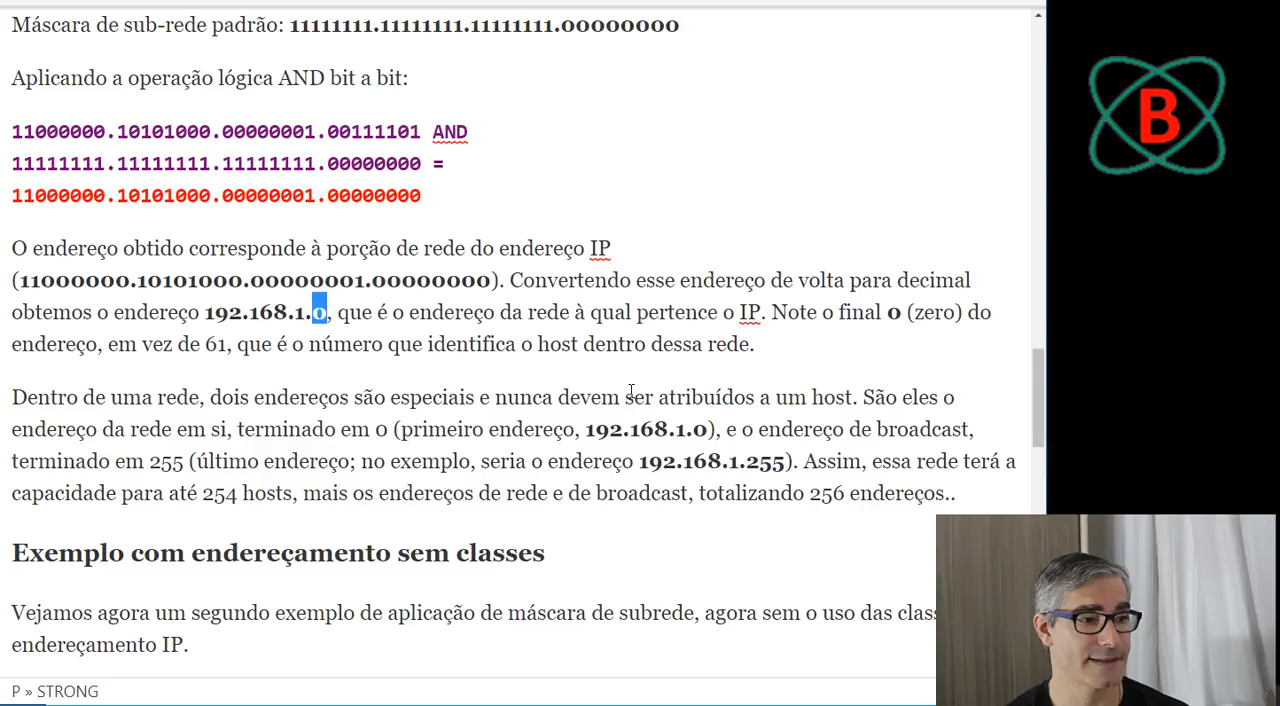 Máscara de sub-rede padrão: 11111111.11111111.11111111.00000000
Aplicando a operação lógica AND bit a bit:
11000000.10101000.00000001.00111101 AND
11111111.11111111.11111111.00000000 =
11000000.10101000.00000001.00000000
O endereço obtido corresponde à porção de rede do endereço IP
(11000000.10101000.00000001.00000000). Convertendo esse endereço de volta para decimal
obtemos o endereço 192.168.1.0, que é o endereço da rede à qual pertence o IP. Note o final 0 (zero) do
endereço, em vez de 61, que é o número que identifica o host dentro dessa rede.
Dentro de uma rede, dois endereços são especiais e nunca devem ser atribuídos a um host. São eles o
endereço da rede em si, terminado em 0 (primeiro endereço, 192.168.1.0), e o endereço de broadcast,
terminado em 255 (último endereço; no exemplo, seria o endereço 192.168.1.255). Assim, essa rede terá a
capacidade para até 254 hosts, mais os endereços de rede e de broadcast, totalizando 256 endereços..
Exemplo com endereçamento sem classes
Vejamos agora um segundo exemplo de aplicação de máscara de subrede, agora sem o uso das clas
endereçamento IP.
P » STRONG
B